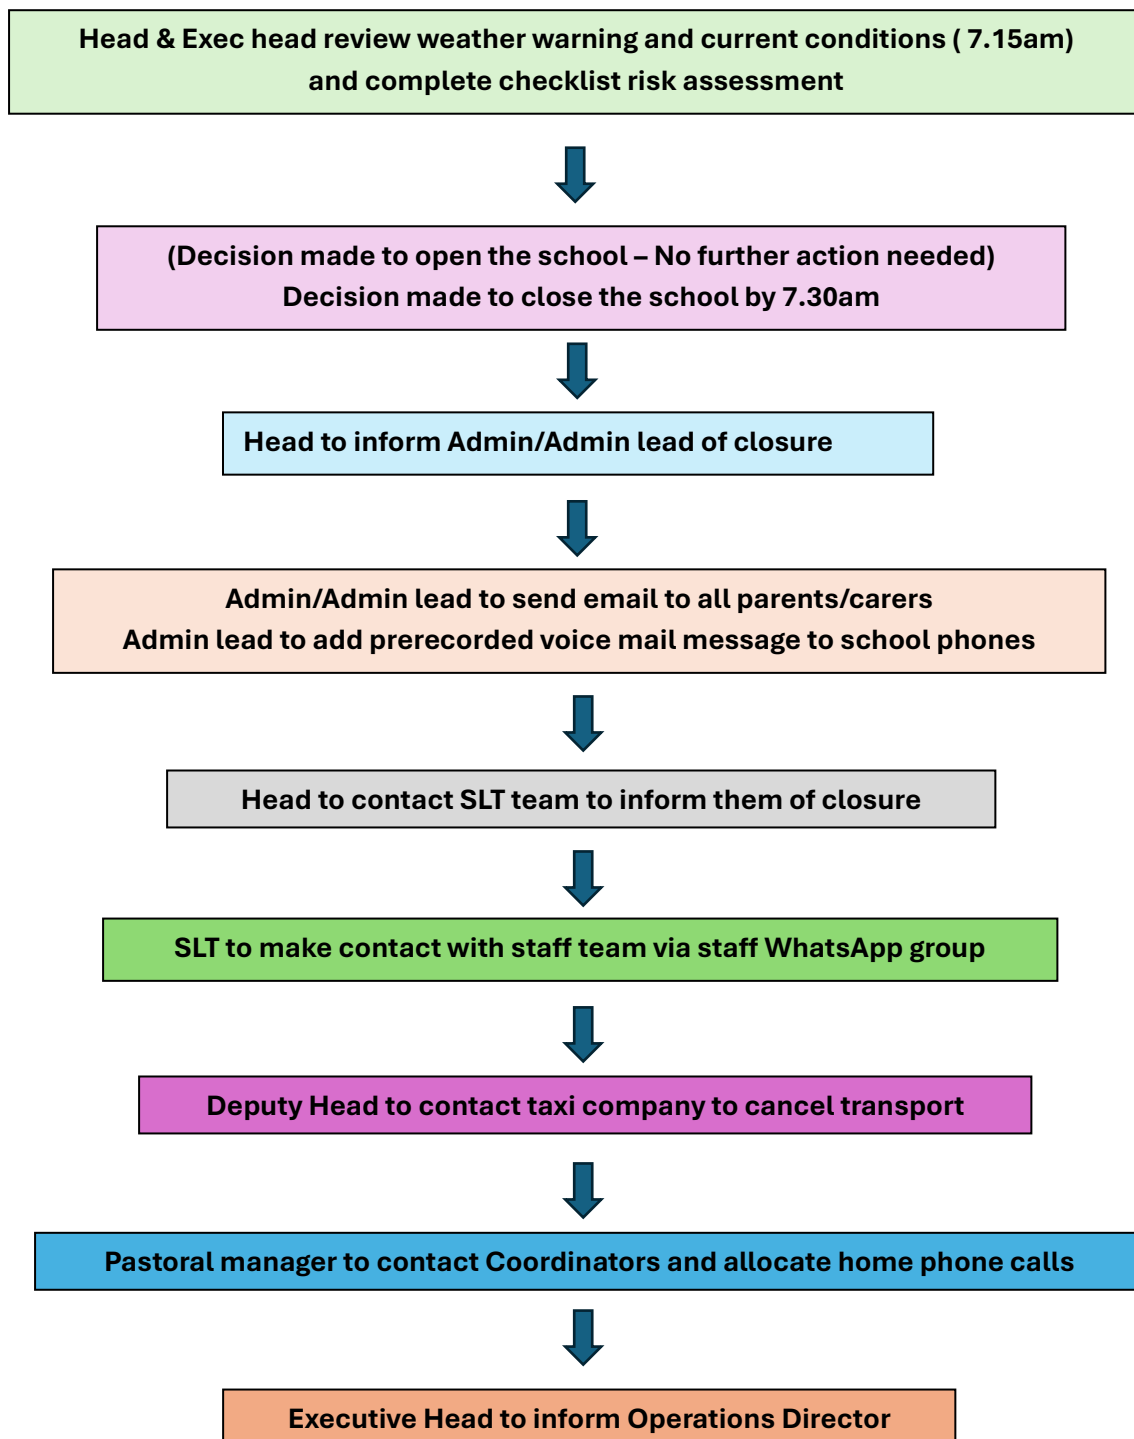 Head & Exec head review weather warning and current conditions ( 7.15am)
and complete checklist risk assessment
(Decision made to open the school – No further action needed)
Decision made to close the school by 7.30am
Head to inform Admin/Admin lead of closure
Admin/Admin lead to send email to all parents/carers
Admin lead to add prerecorded voice mail message to school phones
Head to contact SLT team to inform them of closure
SLT to make contact with staff team via staff WhatsApp group
Deputy Head to contact taxi company to cancel transport
Pastoral manager to contact Coordinators and allocate home phone calls
Executive Head to inform Operations Director